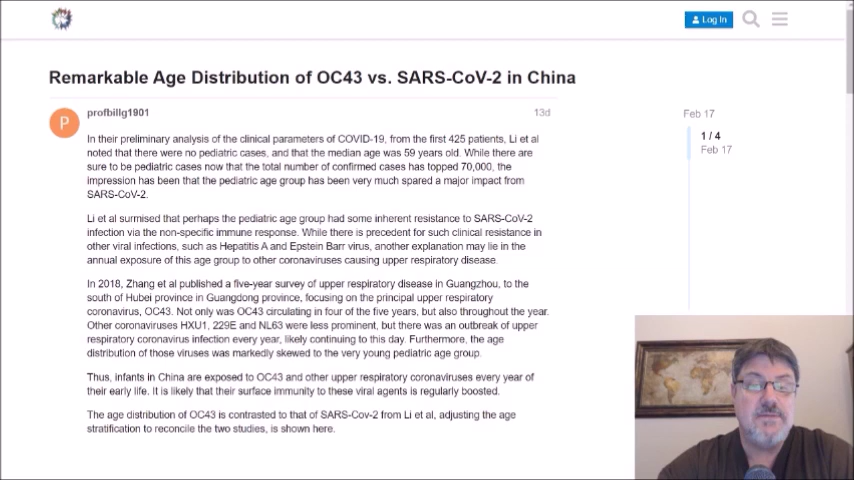 Log In
Remarkable Age Distribution of OC43 vs. SARS-CoV-2 in China
P
profbillg1901
13d
In their preliminary analysis of the clinical parameters of COVID-19, from the first 425 patients, Li et al
noted that there were no pediatric cases, and that the median age was 59 years old. While there are
sure to be pediatric cases now that the total number of confirmed cases has topped 70,000, the
impression has been that the pediatric age group has been very much spared a major impact from
SARS-CoV-2.
Li et al surmised that perhaps the pediatric age group had some inherent resistance to SARS-CoV-2
infection via the non-specific immune response. While there is precedent for such clinical resistance in
other viral infections, such as Hepatitis A and Epstein Barr virus, another explanation may lie in the
annual exposure of this age group to other coronaviruses causing upper respiratory disease.
In 2018, Zhang et al published a five-year survey of upper respiratory disease in Guangzhou, to the
south of Hubei province in Guangdong province, focusing on the principal upper respiratory
coronavirus, OC43. Not only was OC43 circulating in four of the five years, but also throughout the year.
Other coronaviruses HXU1, 229E and NL63 were less prominent, but there was an outbreak of upper
respiratory coronavirus infection every year, likely continuing to this day. Furthermore, the age
distribution of those viruses was markedly skewed to the very young pediatric age group.
Thus, infants in China are exposed to OC43 and other upper respiratory coronaviruses every year of
their early life. It is likely that their surface immunity to these viral agents is regularly boosted.
The age distribution of OC43 is contrasted to that of SARS-Cov-2 from Li et al, adjusting the age
stratification to reconcile the two studies, is shown here.
Feb 17
1 / 4
Feb 17